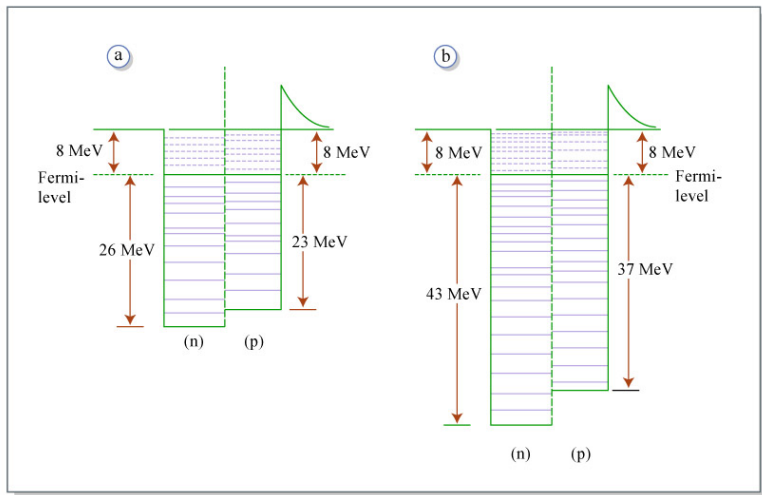 a
b
8 MeV
8 MeV
8 MeV
8 MeV
Fermi-
level
Fermi-
level
26 MeV
23 MeV
43 MeV
37 MeV
(n)
(p)
(n)
(p)